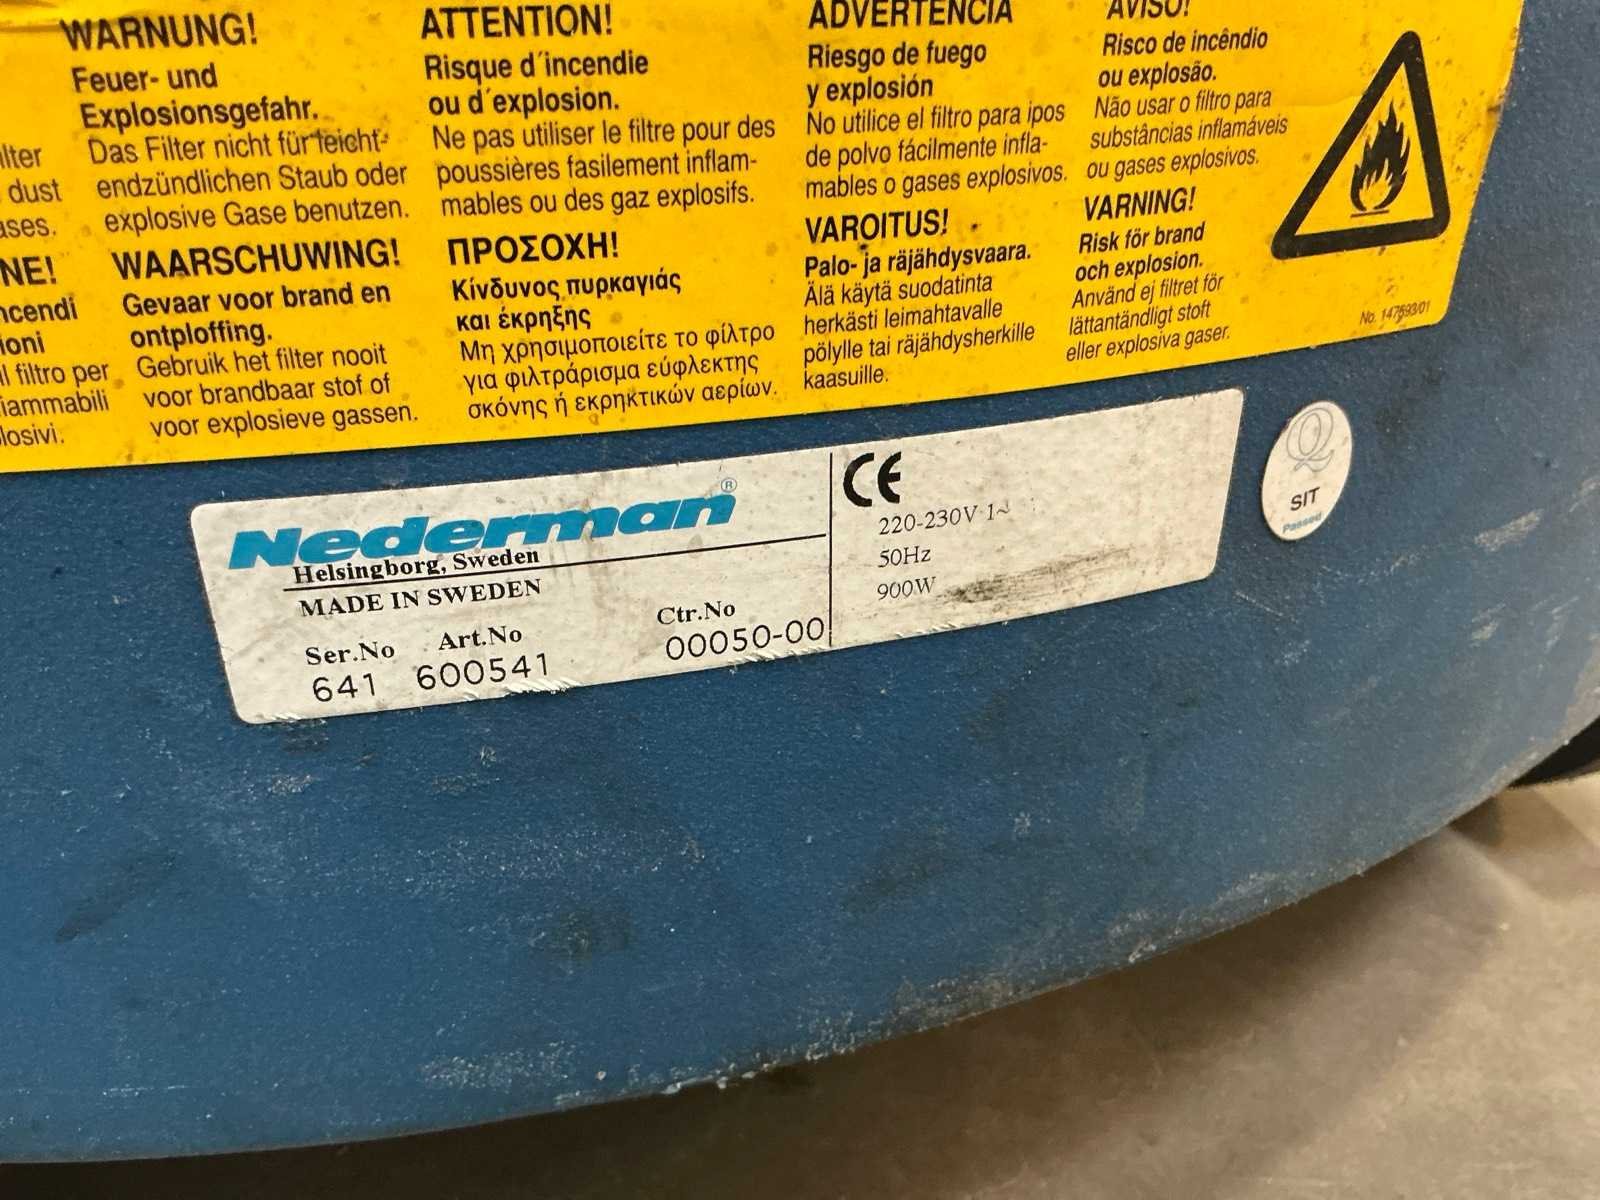 WARNUNG!
Feuer- und
Explosionsgefahr.
Das Filter nicht für leicht-
endzündlichen Staub oder
explosive Gase benutzen.
ATTENTION!
Risque d´incendie
ou d´explosion.
Ne pas utiliser le filtre pour des
poussières fasilement inflam-
mables ou des gaz explosifs.
ADVERTENCIA
Riesgo de fuego
y explosión
No utilice el filtro para ipos
de polvo fácilmente infla-
mables o gases explosivos.
AVISO!
Risco de incêndio
ou explosão.
Não usar o filtro para
substâncias inflamáveis
ou gases explosivos.
dust
NE!
il filtro per
WAARSCHUWING!
Gevaar voor brand en
ontploffing.
Gebruik het filter nooit
voor brandbaar stof of
voor explosieve gassen.
ΠΡΟΣΟΧΗ!
Κίνδυνος πυρκαγιάς
και έκρηξης
Μη χρησιμοποιείτε το φίλτρο
για φιλτράρισμα εύφλεκτης
σκόνης ή εκρηκτικών αερίων.
VAROITUS!
Palo- ja räjähdysvaara.
Älä käytä suodatinta
herkästi leimahtavalle
pölylle tai räjähdysherkille
kaasuille.
VARNING!
Risk för brand
och explosion.
Använd ej filtret för
lättantändligt stoft
eller explosiva gaser.
No. 147593/01
Nederman®
Helsingborg, Sweden
MADE IN SWEDEN
Ser.No Art.No Ctr.No
641 600541 00050-00
CE
220-230V 1~
50Hz
900W
Q
SIT
Passed